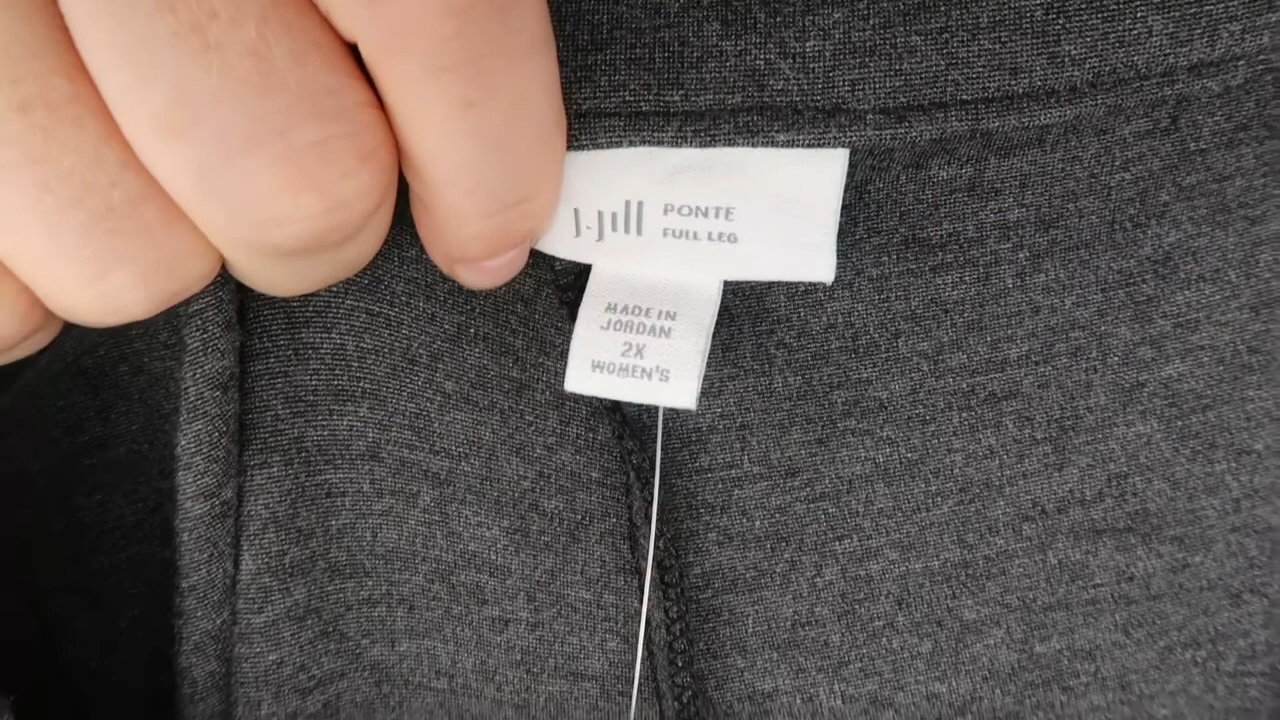 J.Jill PONTE
FULL LEG
MADE IN
JORDAN
2X
WOMEN'S